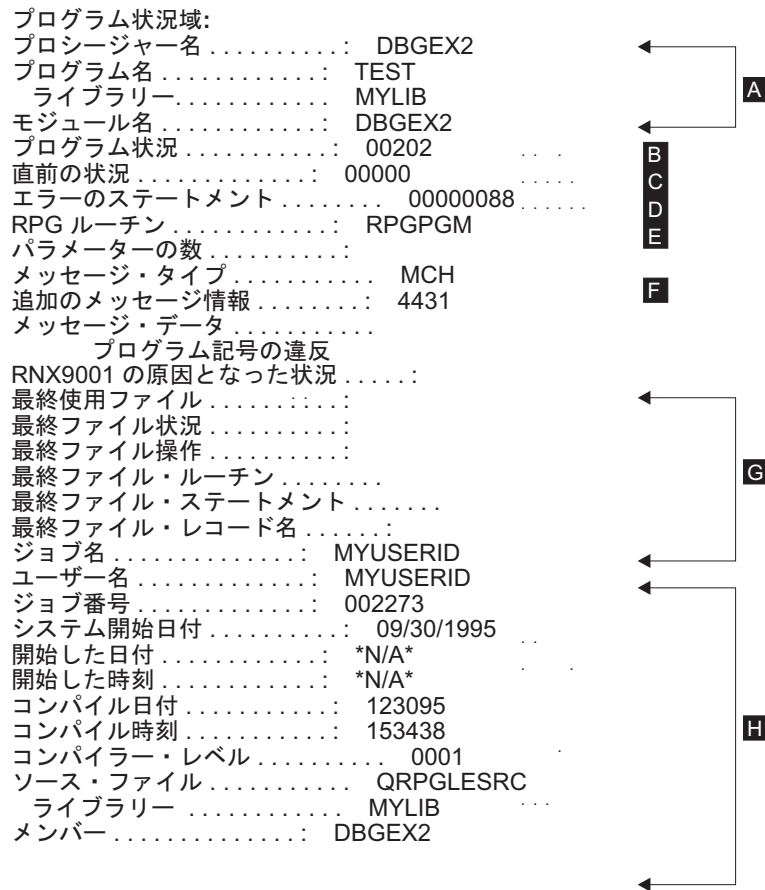 プログラム状況域:
プロシージャー名 . . . . . . . . . . : DBGEX2
プログラム名 . . . . . . . . . . . . : TEST
ライブラリー. . . . . . . . . . . . MYLIB
A
モジュール名 . . . . . . . . . . . . : DBGEX2
プログラム状況 . . . . . . . . . . . : 00202 B
直前の状況 . . . . . . . . . . . . . : 00000 C
エラーのステートメント . . . . . . . . 00000088 D
RPG ルーチン . . . . . . . . . . . . : RPGPGM E
パラメーターの数 . . . . . . . . . . :
メッセージ・タイプ . . . . . . . . . . . MCH
追加のメッセージ情報 . . . . . . . . : 4431 F
メッセージ・データ . . . . . . . . . . .
プログラム記号の違反
RNX9001 の原因となった状況 . . . . . :
最終使用ファイル . . . . . . . . . . :
最終ファイル状況 . . . . . . . . . . :
最終ファイル操作 . . . . . . . . . . :
最終ファイル・ルーチン . . . . . . . .
G
最終ファイル・ステートメント . . . . . . .
最終ファイル・レコード名 . . . . . . :
ジョブ名 . . . . . . . . . . . . . . : MYUSERID
ユーザー名 . . . . . . . . . . . . . : MYUSERID
ジョブ番号 . . . . . . . . . . . . . : 002273
システム開始日付 . . . . . . . . . . : 09/30/1995
開始した日付 . . . . . . . . . . . . : *N/A*
開始した時刻 . . . . . . . . . . . . : *N/A*
コンパイル日付 . . . . . . . . . . . : 123095
コンパイル時刻 . . . . . . . . . . . : 153438
H
コンパイラー・レベル . . . . . . . . . . 0001
ソース・ファイル . . . . . . . . . . . QRPGLESRC
ライブラリー . . . . . . . . . . . . MYLIB
メンバー . . . . . . . . . . . . . . : DBGEX2